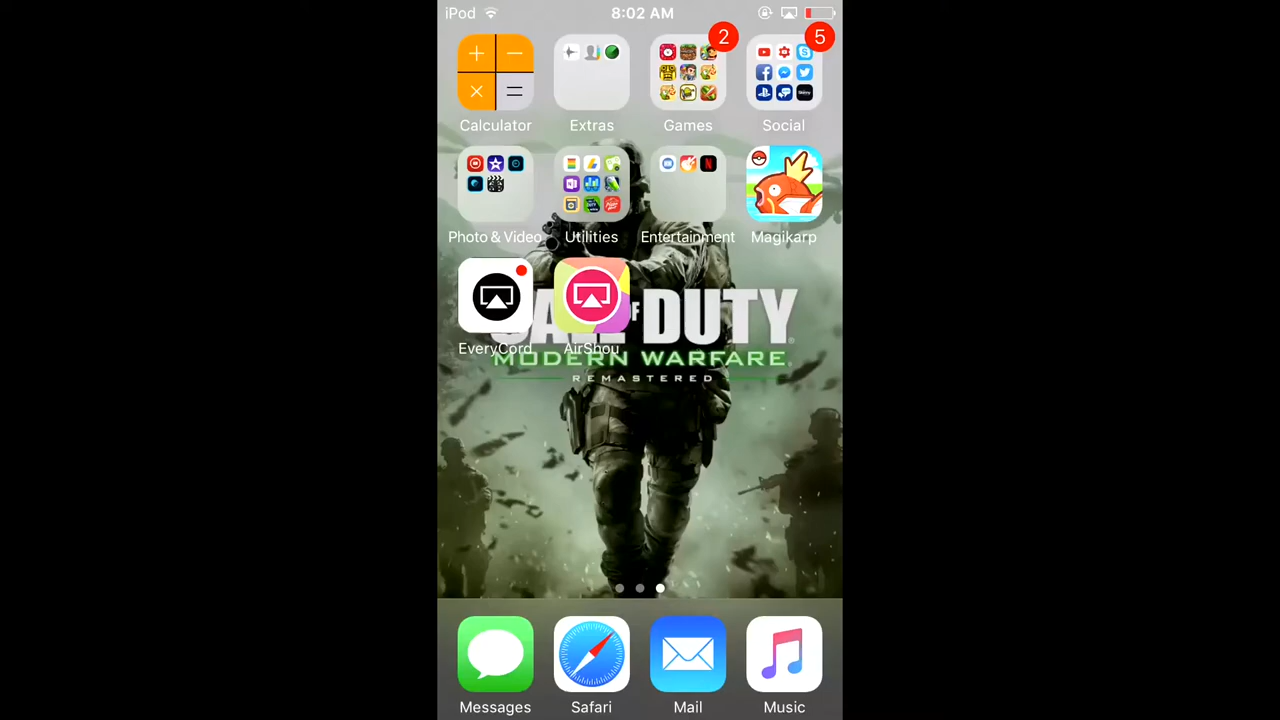 iPod 8:02 AM
2 5
Calculator Extras Games Social
Photo & Video Utilities Entertainment Magikarp
OF DUTY
EveryCord AirShou
MODERN WARFARE
REMASTERED
Messages Safari Mail Music